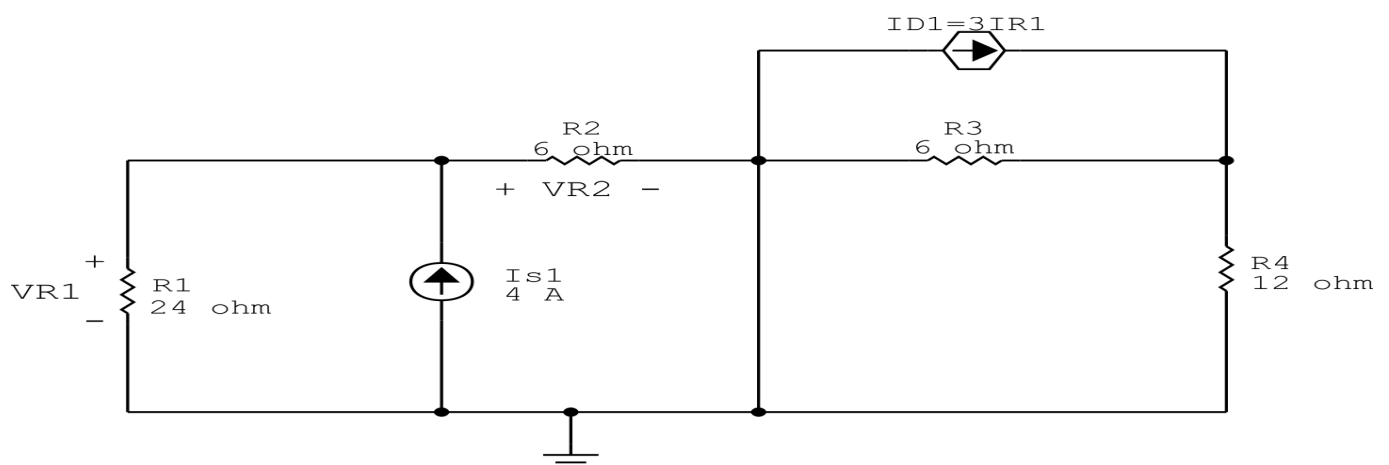 ID1=3IR1
R2
6 ohm
R3
6 ohm
+ VR2 -
+
VR1
-
R1
24 ohm
Is1
4 A
R4
12 ohm